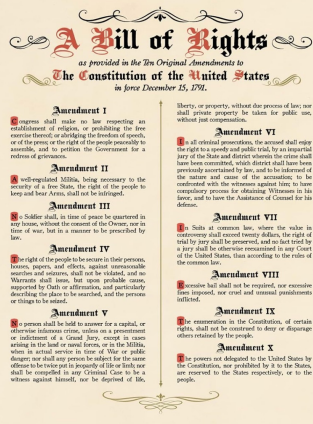 A Bill of Rights
as provided in the Ten Original Amendments to
The Constitution of the United States
in force December 15, 1791.
Amendment I
Congress shall make no law respecting an
establishment of religion, or prohibiting the free
exercise thereof; or abridging the freedom of speech,
or of the press; or the right of the people peaceably to
assemble, and to petition the Government for a
redress of grievances.
Amendment II
A well-regulated Militia, being necessary to the
security of a free State, the right of the people to
keep and bear Arms, shall not be infringed.
Amendment III
No Soldier shall, in time of peace be quartered in
any house, without the consent of the Owner, nor in
time of war, but in a manner to be prescribed by
law.
Amendment IV
The right of the people to be secure in their persons,
houses, papers, and effects, against unreasonable
searches and seizures, shall not be violated, and no
Warrants shall issue, but upon probable cause,
supported by Oath or affirmation, and particularly
describing the place to be searched, and the persons
or things to be seized.
Amendment V
No person shall be held to answer for a capital, or
otherwise infamous crime, unless on a presentment
or indictment of a Grand Jury, except in cases
arising in the land or naval forces, or in the Militia,
when in actual service in time of War or public
danger; nor shall any person be subject for the same
offense to be twice put in jeopardy of life or limb; nor
shall be compelled in any Criminal Case to be a
witness against himself, nor be deprived of life,
liberty, or property, without due process of law; nor
shall private property be taken for public use,
without just compensation.
Amendment VI
In all criminal prosecutions, the accused shall enjoy
the right to a speedy and public trial, by an impartial
jury of the State and district wherein the crime shall
have been committed, which district shall have been
previously ascertained by law, and to be informed of
the nature and cause of the accusation; to be
confronted with the witnesses against him; to have
compulsory process for obtaining Witnesses in his
favor, and to have the Assistance of Counsel for his
defense.
Amendment VII
In Suits at common law, where the value in
controversy shall exceed twenty dollars, the right of
trial by jury shall be preserved, and no fact tried by
a jury shall be otherwise reexamined in any Court
of the United States, than according to the rules of
the common law.
Amendment VIII
Excessive bail shall not be required, nor excessive
fines imposed, nor cruel and unusual punishments
inflicted.
Amendment IX
The enumeration in the Constitution, of certain
rights, shall not be construed to deny or disparage
others retained by the people.
Amendment X
The powers not delegated to the United States by
the Constitution, nor prohibited by it to the States,
are reserved to the States respectively, or to the
people.